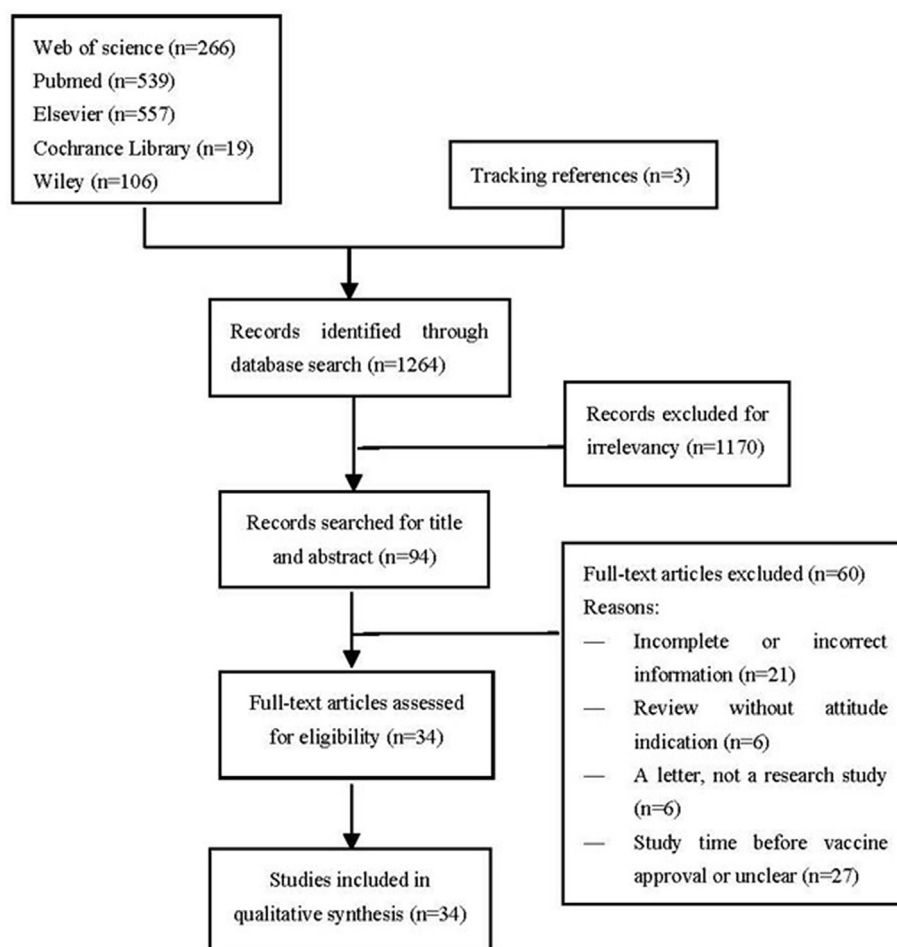 Web of science (n=266)
Pubmed (n=539)
Elsevier (n=557)
Cochrance Library (n=19)
Wiley (n=106)
Tracking references (n=3)
Records identified through
database search (n=1264)
Records excluded for
irrelevancy (n=1170)
Records searched for title
and abstract (n=94)
Full-text articles excluded (n=60)
Reasons:
— Incomplete or incorrect
information (n=21)
— Review without attitude
indication (n=6)
— A letter, not a research study
(n=6)
— Study time before vaccine
approval or unclear (n=27)
Full-text articles assessed
for eligibility (n=34)
Studies included in
qualitative synthesis (n=34)